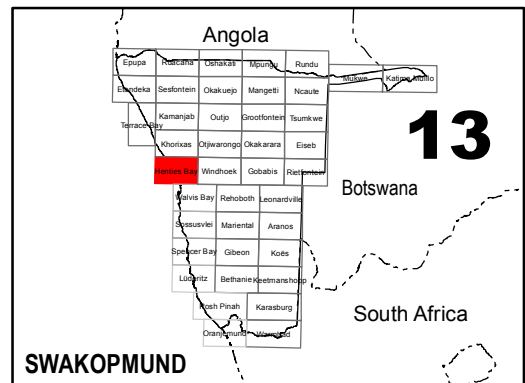 Angola
Epupa Ruacana Oshakati Mpungu Rundu
Mukwe Katima Mulilo
Etendeka Sesfontein Okakuejo Mangetti Ncaute
Terrace Bay Kamanjab Outjo Grootfontein Tsumkwe
13
Khorixas Otjiwarongo Okakarara Eiseb
Henties Bay Windhoek Gobabis Rietfontein
Botswana
Walvis Bay Rehoboth Leonardville
Sossusvlei Mariental Aranos
Spencer Bay Gibeon Koës
Lüderitz Bethanie Keetmanshoop
Rosh Pinah Karasburg
South Africa
Oranjemund Warmbad
SWAKOPMUND